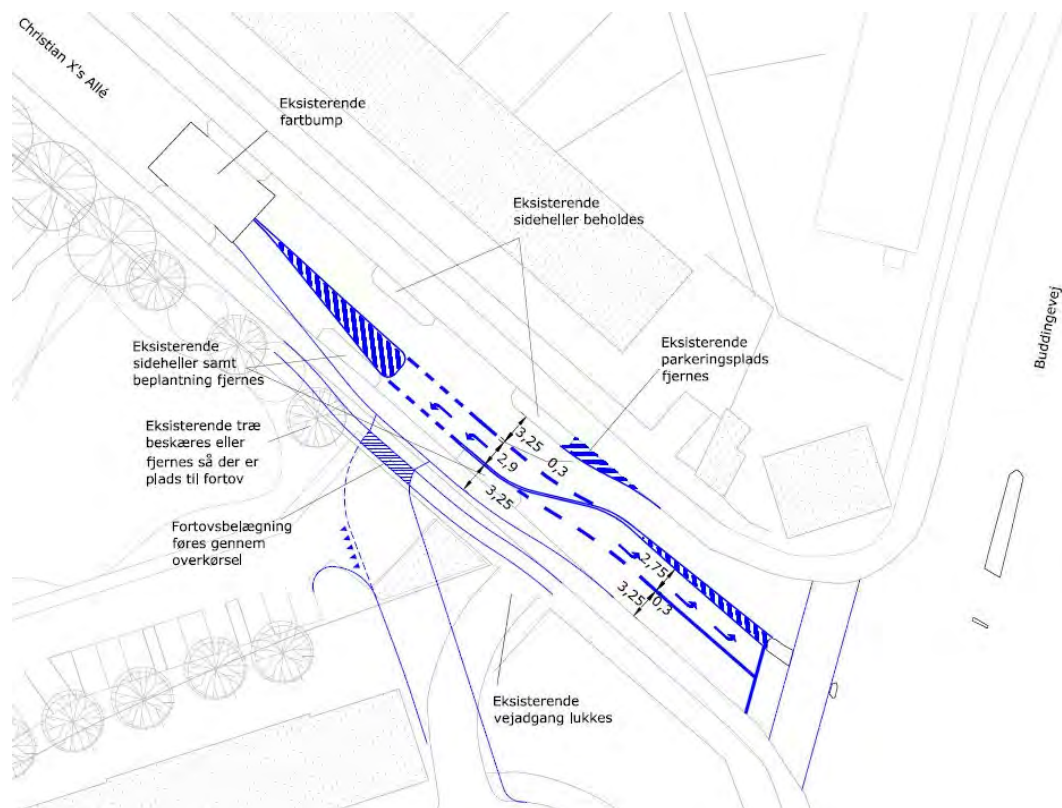 Christian X's Allé
Eksisterende
fartbump
Eksisterende
sideheller beholdes
Buddingevej
Eksisterende
parkeringsplads
fjernes
Eksisterende
sideheller samt
beplantning fjernes
Eksisterende træ
beskæres eller
fjernes så der er
plads til fortov
3,25
0,3
2,9
3,25
Fortovsbelægning
føres gennem
overkørsel
2,75
0,3
3,25
Eksisterende
vejadgang lukkes